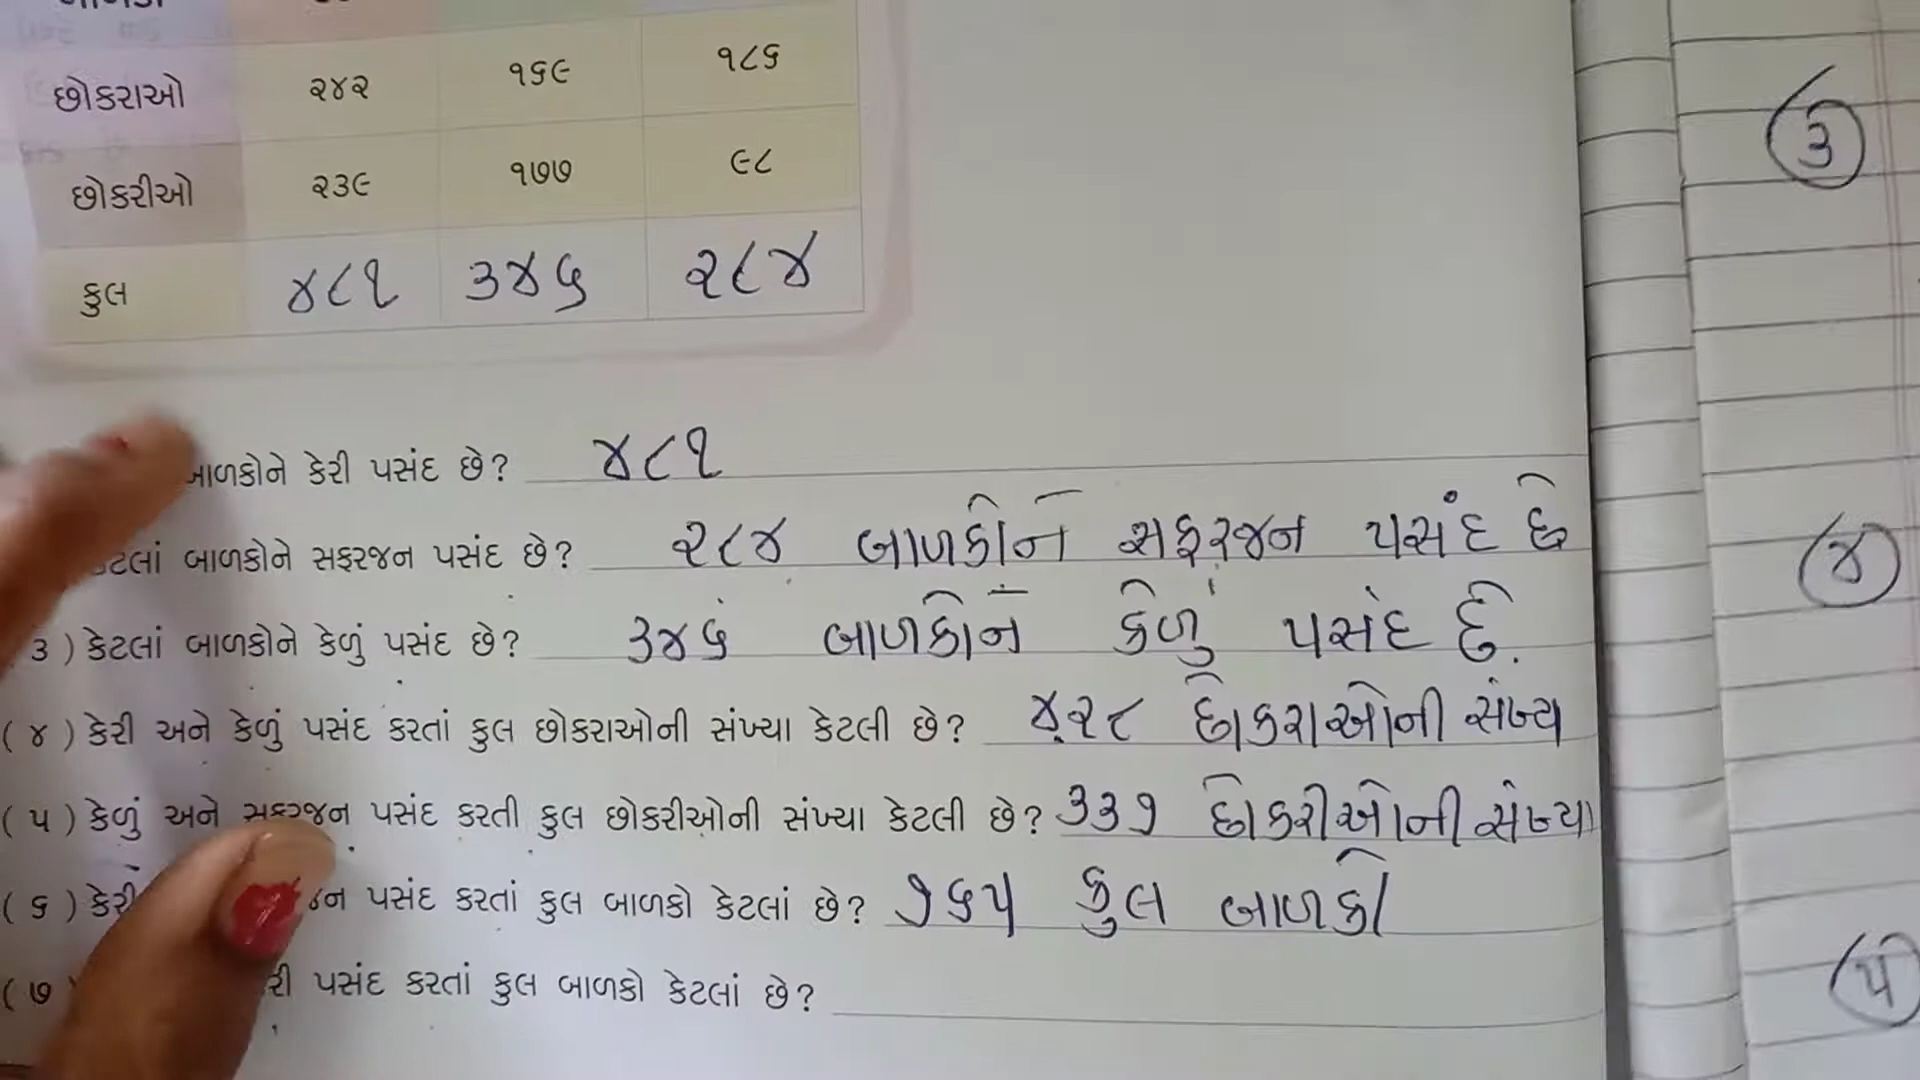 છોકરાઓ ૨૪૨ ૧૬૯ ૧૮૬
છોકરીઓ ૨૩૯ ૧૭૭ ૯૮
કુલ ૪૮૧ ૩૪૬ ૨૮૪
બાળકોને કેરી પસંદ છે? ૪૮૧
કેટલાં બાળકોને સફરજન પસંદ છે? ૨૮૪ બાળકોને સફરજન પસંદ છે
૩ ) કેટલાં બાળકોને કેળું પસંદ છે? ૩૪૬ બાળકોને કેળું પસંદ છે.
( ૪ ) કેરી અને કેળું પસંદ કરતાં કુલ છોકરાઓની સંખ્યા કેટલી છે? ૪૨૮ છોકરાઓની સંખ્ય
( ૫ ) કેળું અને સફરજન પસંદ કરતી કુલ છોકરીઓની સંખ્યા કેટલી છે? ૩૩૭ છોકરીઓની સંખ્યા
( ૬ ) કેરી પસંદ કરતાં કુલ બાળકો કેટલાં છે? ૭૬૫ કુલ બાળકો
( ૭ પસંદ કરતાં કુલ બાળકો કેટલાં છે?
૩
૪
૫